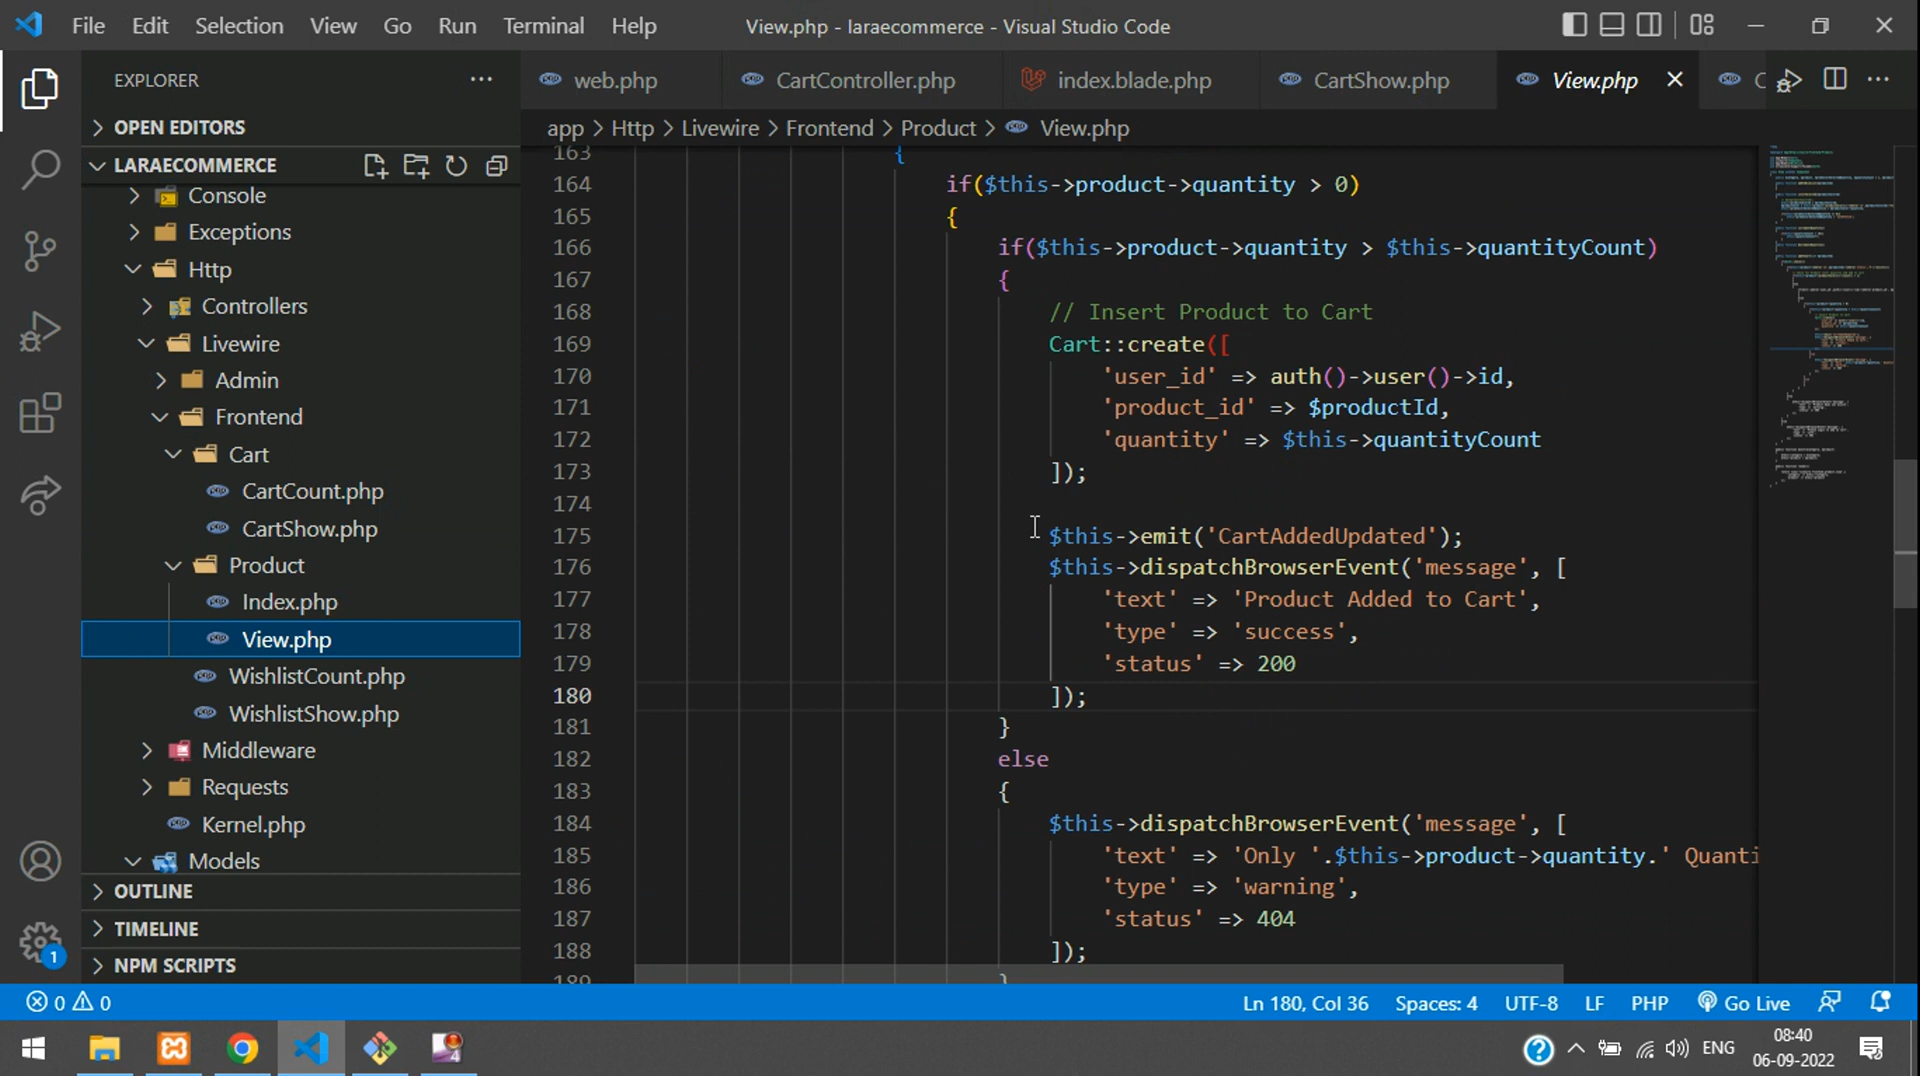 File Edit Selection View Go Run Terminal Help
View.php - laraecommerce - Visual Studio Code
EXPLORER
web.php CartController.php index.blade.php CartShow.php View.php C
OPEN EDITORS
app > Http > Livewire > Frontend > Product > View.php
LARAECOMMERCE
Console
Exceptions
Http
Controllers
Livewire
Admin
Frontend
Cart
CartCount.php
CartShow.php
Product
Index.php
View.php
WishlistCount.php
WishlistShow.php
Middleware
Requests
Kernel.php
Models
OUTLINE
TIMELINE
NPM SCRIPTS
163 {
164 if($this->product->quantity > 0)
165 {
166 if($this->product->quantity > $this->quantityCount)
167 {
168 // Insert Product to Cart
169 Cart::create([
170 'user_id' => auth()->user()->id,
171 'product_id' => $productId,
172 'quantity' => $this->quantityCount
173 ]);
174
175 $this->emit('CartAddedUpdated');
176 $this->dispatchBrowserEvent('message', [
177 'text' => 'Product Added to Cart',
178 'type' => 'success',
179 'status' => 200
180 ]);
181 }
182 else
183 {
184 $this->dispatchBrowserEvent('message', [
185 'text' => 'Only '.$this->product->quantity.' Quanti
186 'type' => 'warning',
187 'status' => 404
188 ]);
189 }
1
0 0
Ln 180, Col 36 Spaces: 4 UTF-8 LF PHP Go Live
4
ENG
08:40
06-09-2022